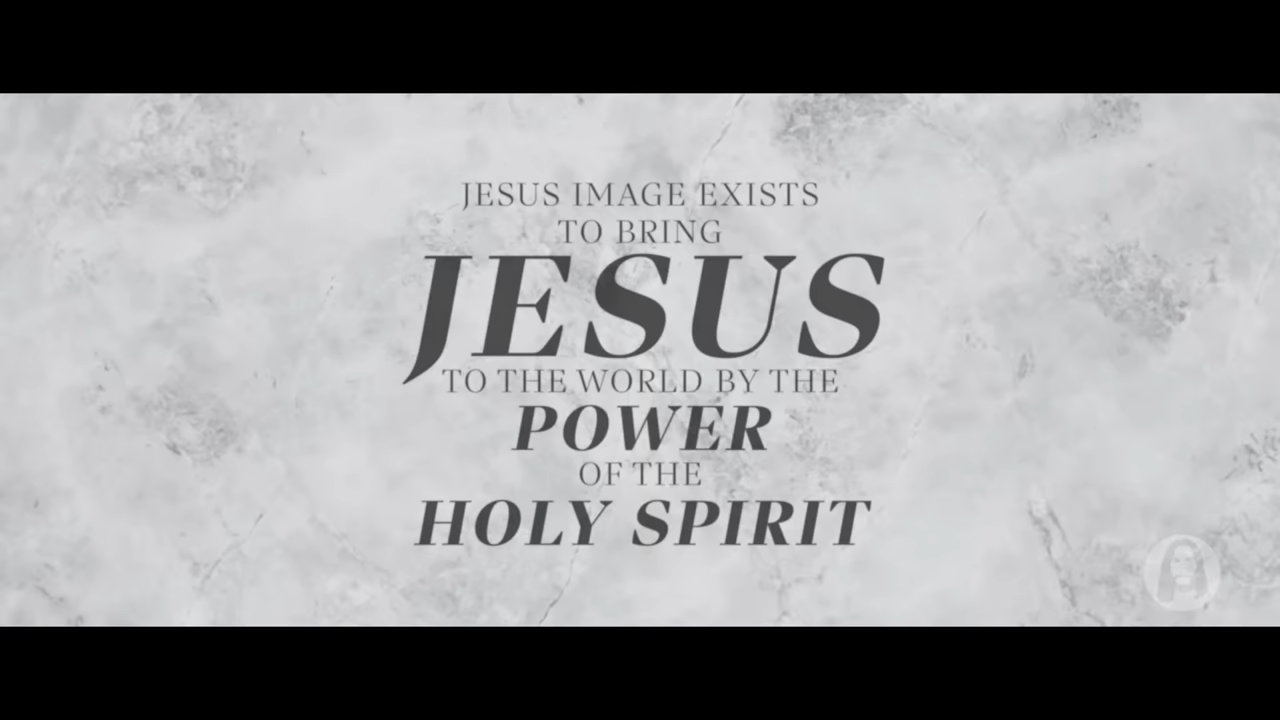 JESUS IMAGE EXISTS
TO BRING
JESUS
TO THE WORLD BY THE
POWER
OF THE
HOLY SPIRIT